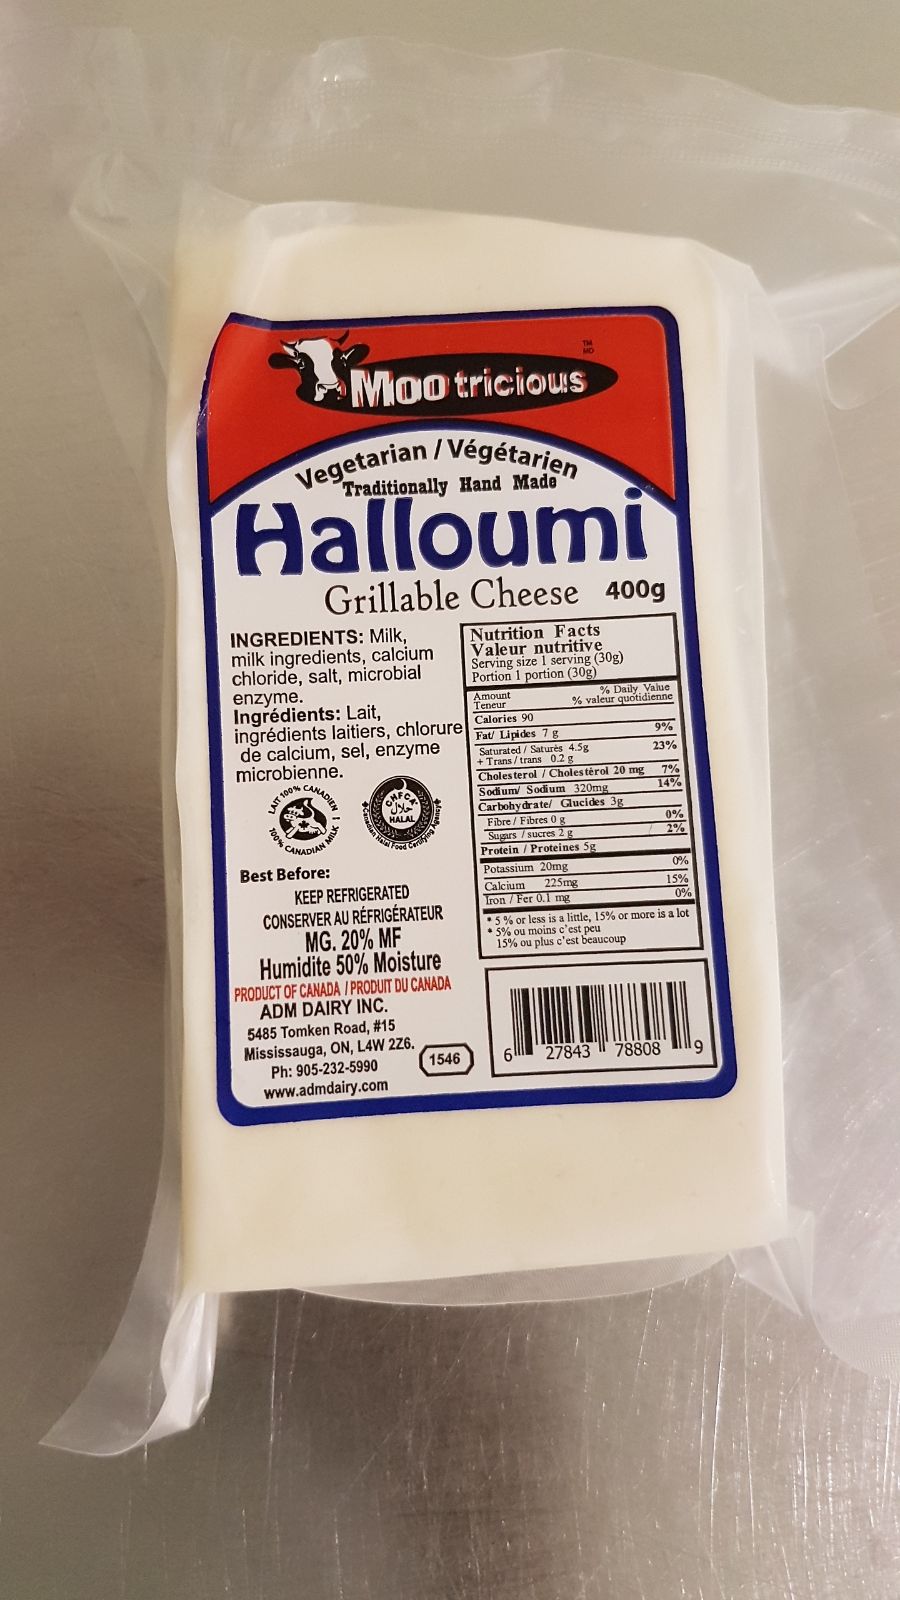 TM
MD
Mootricious
Vegetarian / Végétarien
Traditionally Hand Made
Halloumi
Grillable Cheese 400g
INGREDIENTS: Milk,
milk ingredients, calcium
chloride, salt, microbial
enzyme.
Ingrédients: Lait,
ingrédients laitiers, chlorure
de calcium, sel, enzyme
microbienne.
LAIT 100% CANADIEN
100% CANADIAN MILK
CHFCA
حلال
HALAL
Canadian Halal Food Certifying Agency
Best Before:
KEEP REFRIGERATED
CONSERVER AU RÉFRIGÉRATEUR
MG. 20% MF
Humidite 50% Moisture
PRODUCT OF CANADA / PRODUIT DU CANADA
ADM DAIRY INC.
5485 Tomken Road, #15
Mississauga, ON, L4W 2Z6.
Ph: 905-232-5990
www.admdairy.com
1546
Nutrition Facts
Valeur nutritive
Serving size 1 serving (30g)
Portion 1 portion (30g)
Amount % Daily Value
Teneur % valeur quotidienne
Calories 90
Fat/ Lipides 7 g 9%
Saturated / Saturès 4.5g 23%
+ Trans / trans 0.2 g
Cholesterol / Cholestèrol 20 mg 7%
Sodium/ Sodium 320mg 14%
Carbohydrate/ Glucides 3g
Fibre / Fibres 0 g 0%
Sugars / sucres 2 g 2%
Protein / Proteines 5g
Potassium 20mg 0%
Calcium 225mg 15%
Iron / Fer 0.1 mg 0%
* 5 % or less is a little, 15% or more is a lot
* 5% ou moins c'est peu
15% ou plus c'est beaucoup
6 27843 78808 9